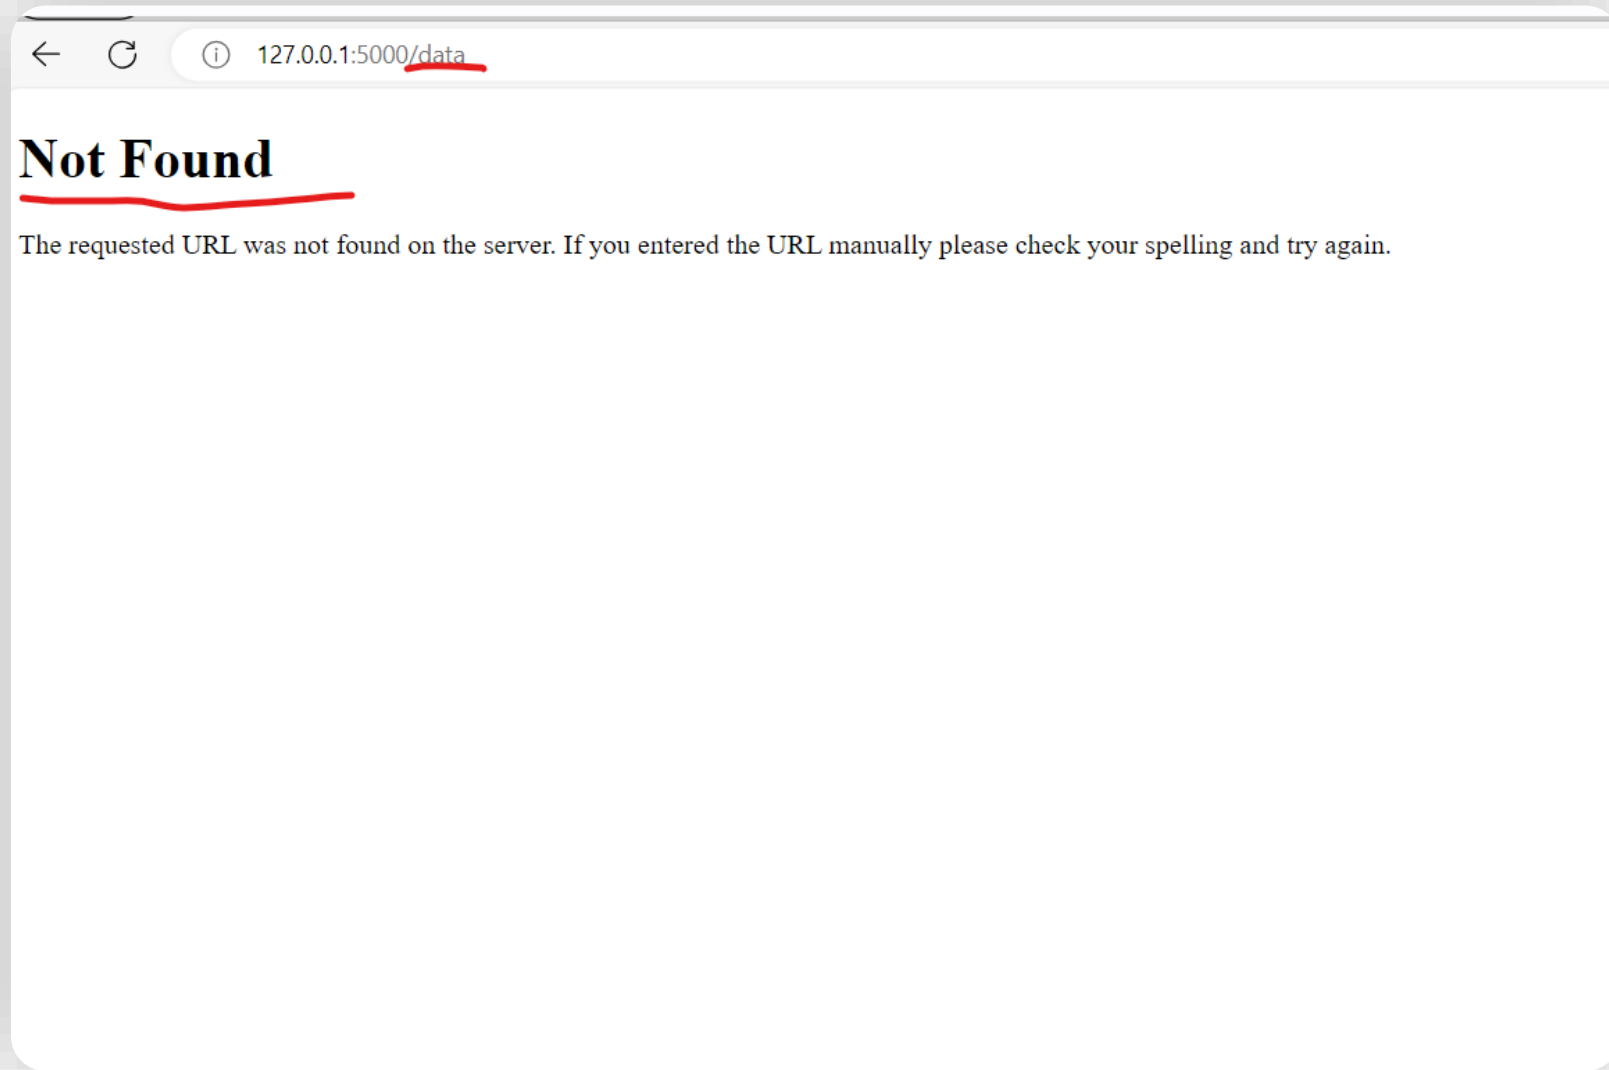 127.0.0.1:5000/data
Not Found
The requested URL was not found on the server. If you entered the URL manually please check your spelling and try again.